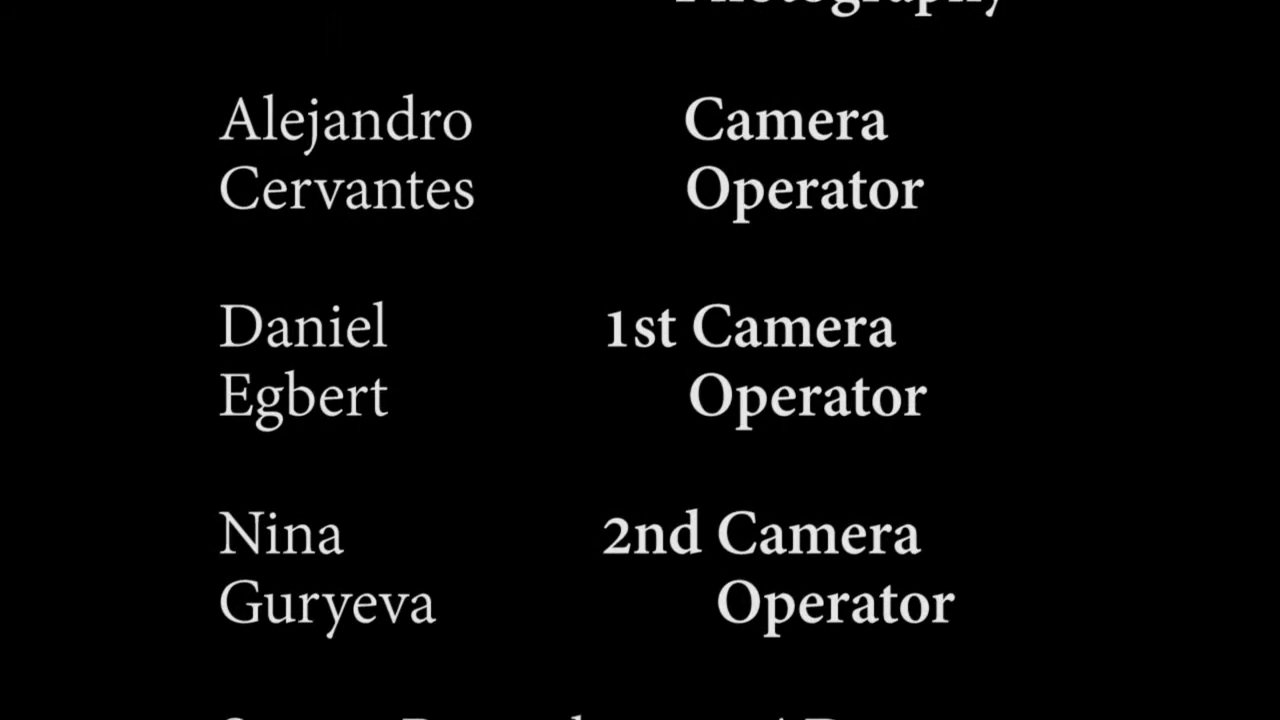 Photography
Alejandro Camera
Cervantes Operator
Daniel 1st Camera
Egbert Operator
Nina 2nd Camera
Guryeva Operator